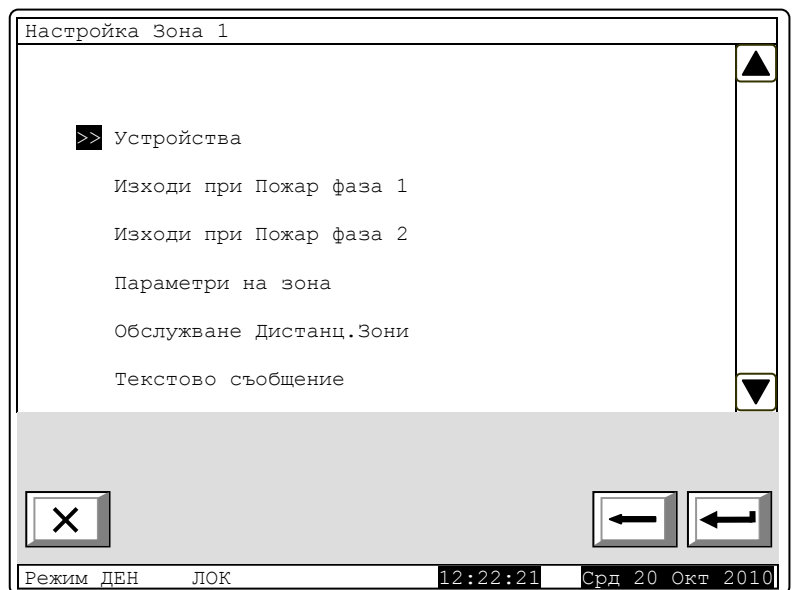 Настройка Зона 1
>> Устройства
Изходи при Пожар фаза 1
Изходи при Пожар фаза 2
Параметри на зона
Обслужване Дистанц.Зони
Текстово съобщение
Режим ДЕН ЛОК 12:22:21 Срд 20 Окт 2010